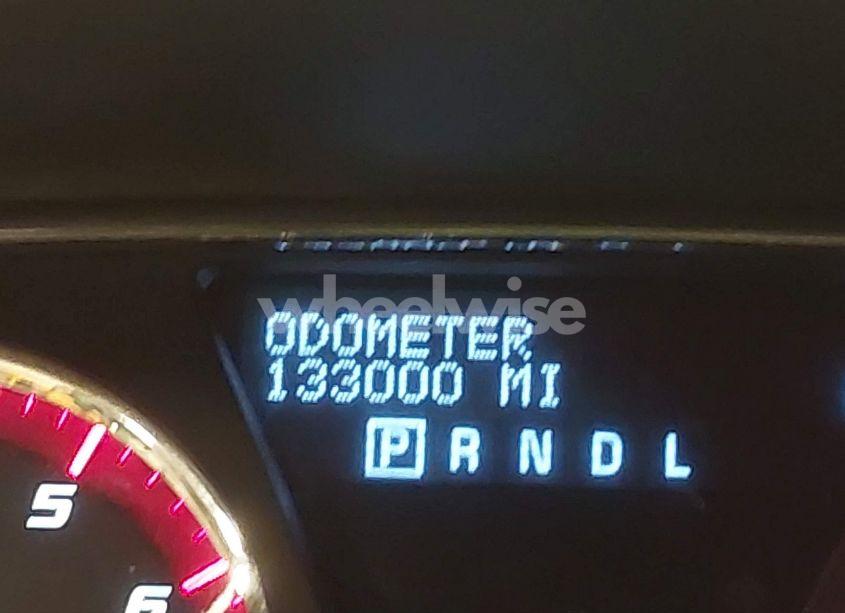 wheelwise
ODOMETER
133000 MI
P R N D L
5
6